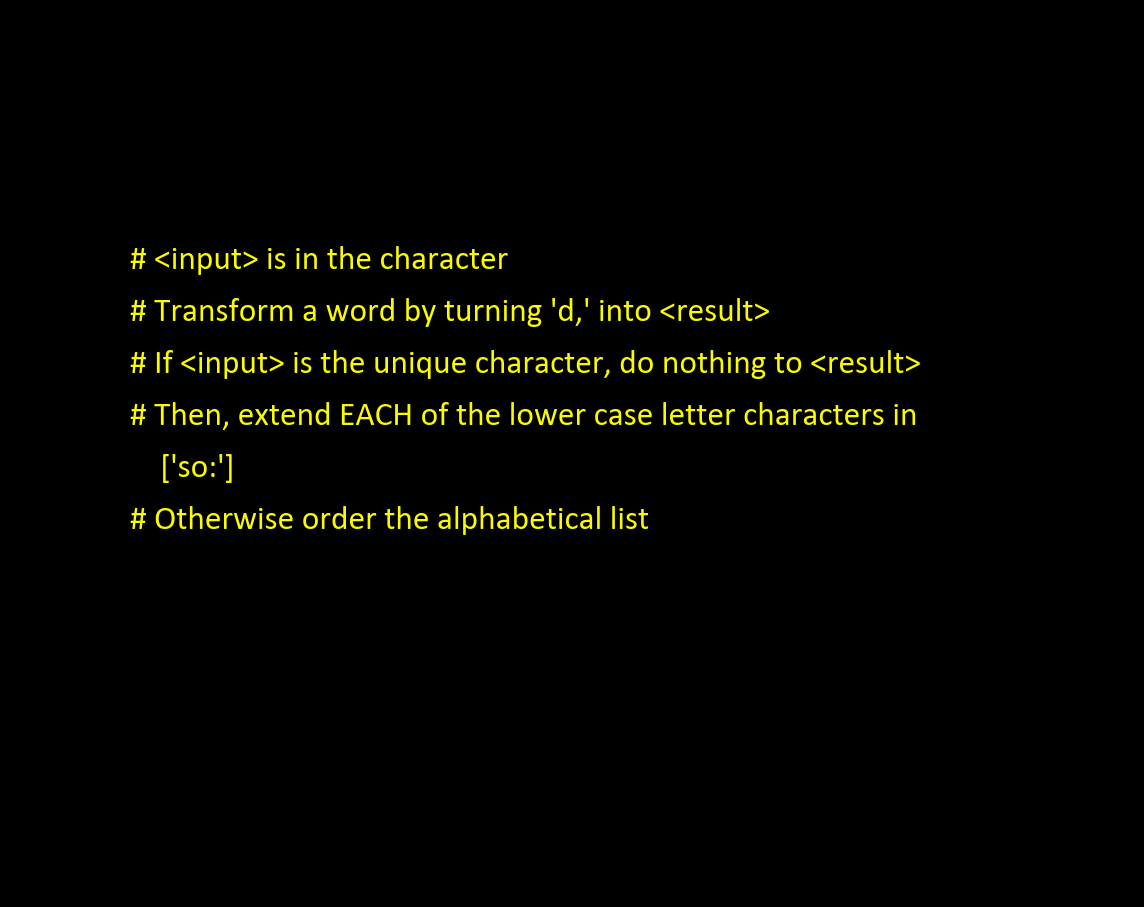 # <input> is in the character
# Transform a word by turning 'd,' into <result>
# If <input> is the unique character, do nothing to <result>
# Then, extend EACH of the lower case letter characters in
['so:']
# Otherwise order the alphabetical list